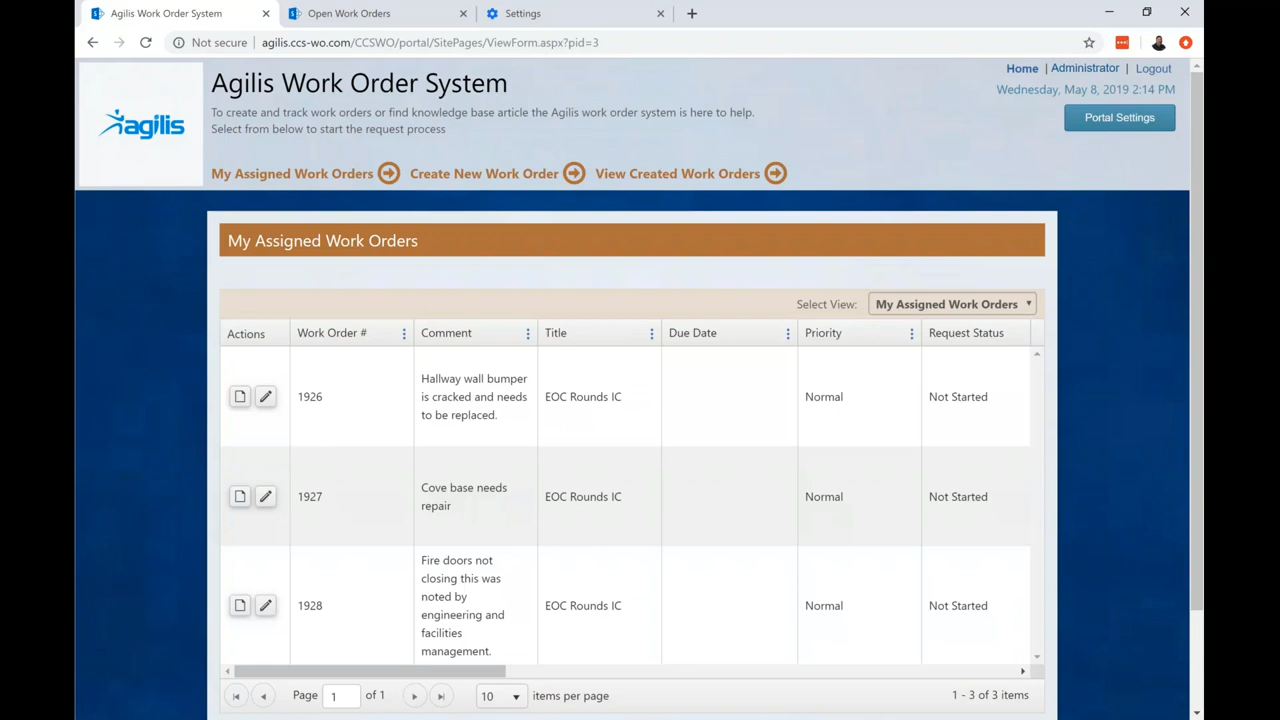 Agilis Work Order System
Open Work Orders
Settings
Not secure
agilis.ccs-wo.com/CCSWO/portal/SitePages/ViewForm.aspx?pid=3
agilis
Agilis Work Order System
To create and track work orders or find knowledge base article the Agilis work order system is here to help.
Select from below to start the request process
Home | Administrator | Logout
Wednesday, May 8, 2019 2:14 PM
Portal Settings
My Assigned Work Orders
Create New Work Order
View Created Work Orders
My Assigned Work Orders
Select View: My Assigned Work Orders
Actions
Work Order #
Comment
Title
Due Date
Priority
Request Status
1926
Hallway wall bumper
is cracked and needs
to be replaced.
EOC Rounds IC
Normal
Not Started
1927
Cove base needs
repair
EOC Rounds IC
Normal
Not Started
1928
Fire doors not
closing this was
noted by
engineering and
facilities
management.
EOC Rounds IC
Normal
Not Started
Page 1 of 1
10 items per page
1 - 3 of 3 items